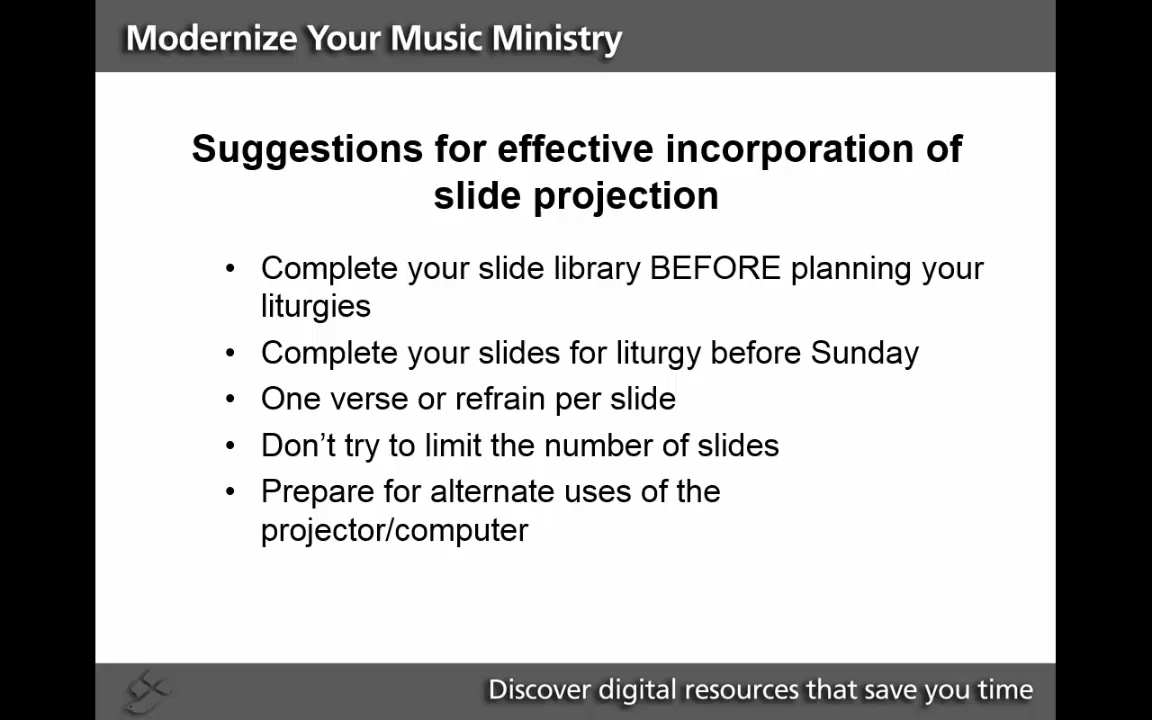 Modernize Your Music Ministry
Suggestions for effective incorporation of
slide projection
• Complete your slide library BEFORE planning your
liturgies
• Complete your slides for liturgy before Sunday
• One verse or refrain per slide
• Don’t try to limit the number of slides
• Prepare for alternate uses of the
projector/computer
Discover digital resources that save you time